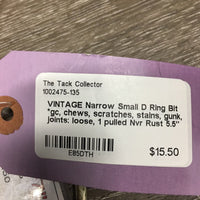 The Tack Collector
1002475-135
VINTAGE Narrow Small D Ring Bit
*gc, chews, scratches, stains, gunk,
joints: loose, 1 pulled Nvr Rust 5.5"
E85DTH
$15.50